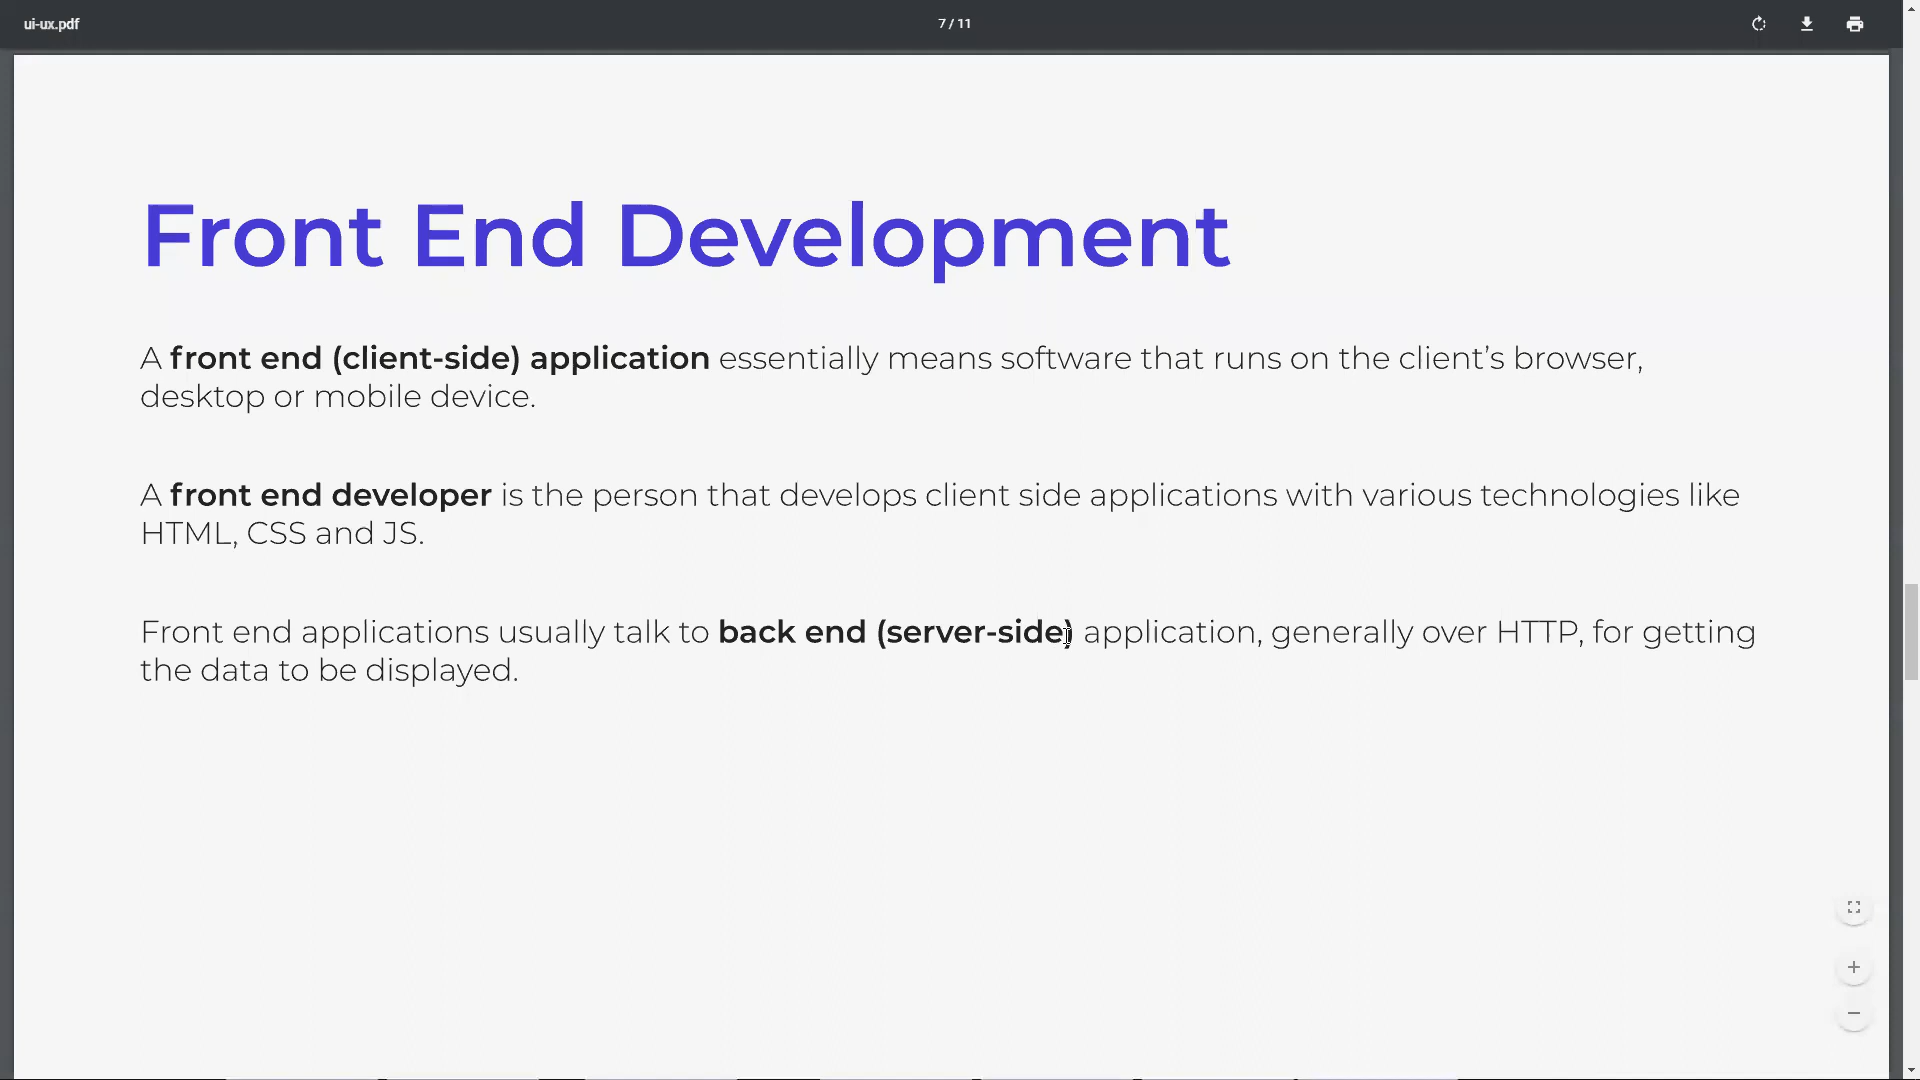 ui-ux.pdf
7 / 11
Front End Development
A front end (client-side) application essentially means software that runs on the client’s browser,
desktop or mobile device.
A front end developer is the person that develops client side applications with various technologies like
HTML, CSS and JS.
Front end applications usually talk to back end (server-side) application, generally over HTTP, for getting
the data to be displayed.